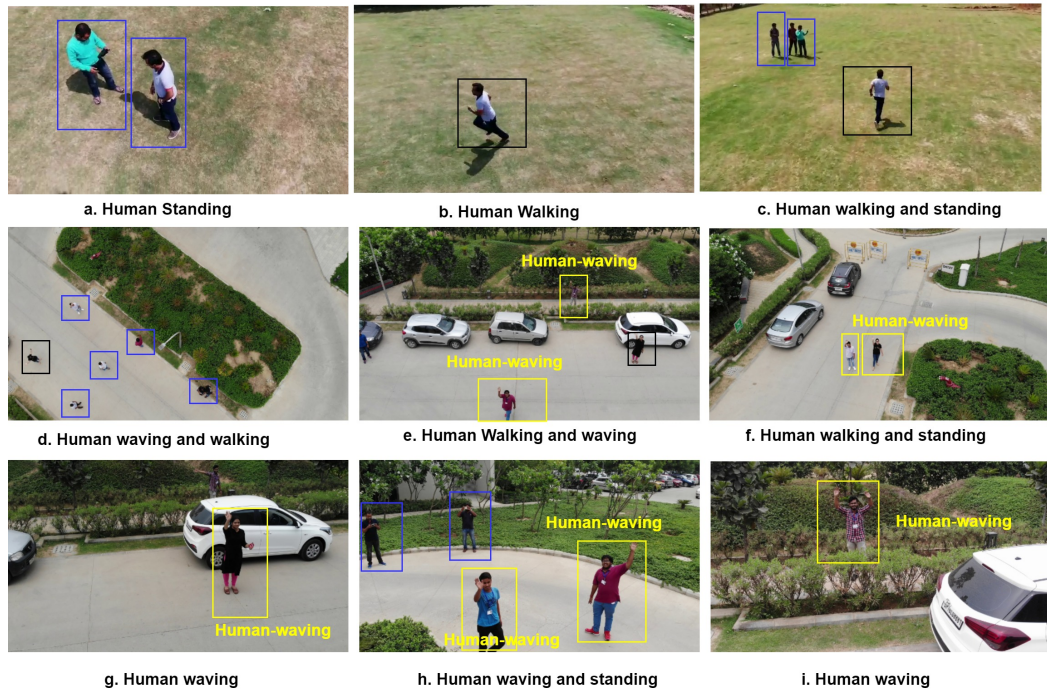 a. Human Standing
b. Human Walking
c. Human walking and standing
Human-waving
Human-waving
Human-waving
d. Human waving and walking
e. Human Walking and waving
f. Human walking and standing
Human-waving
Human-waving
Human-waving
Human-waving
g. Human waving
h. Human waving and standing
i. Human waving